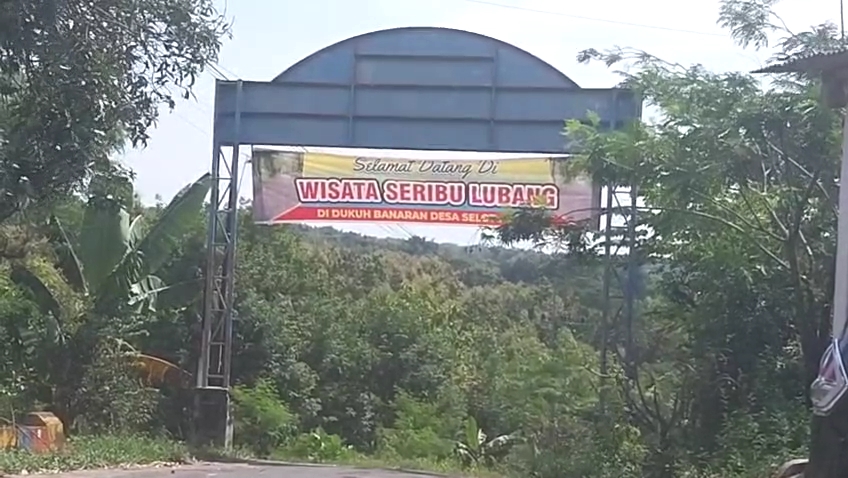 Selamat Datang Di
WISATA SERIBU LUBANG
DI DUKUH BANARAN DESA